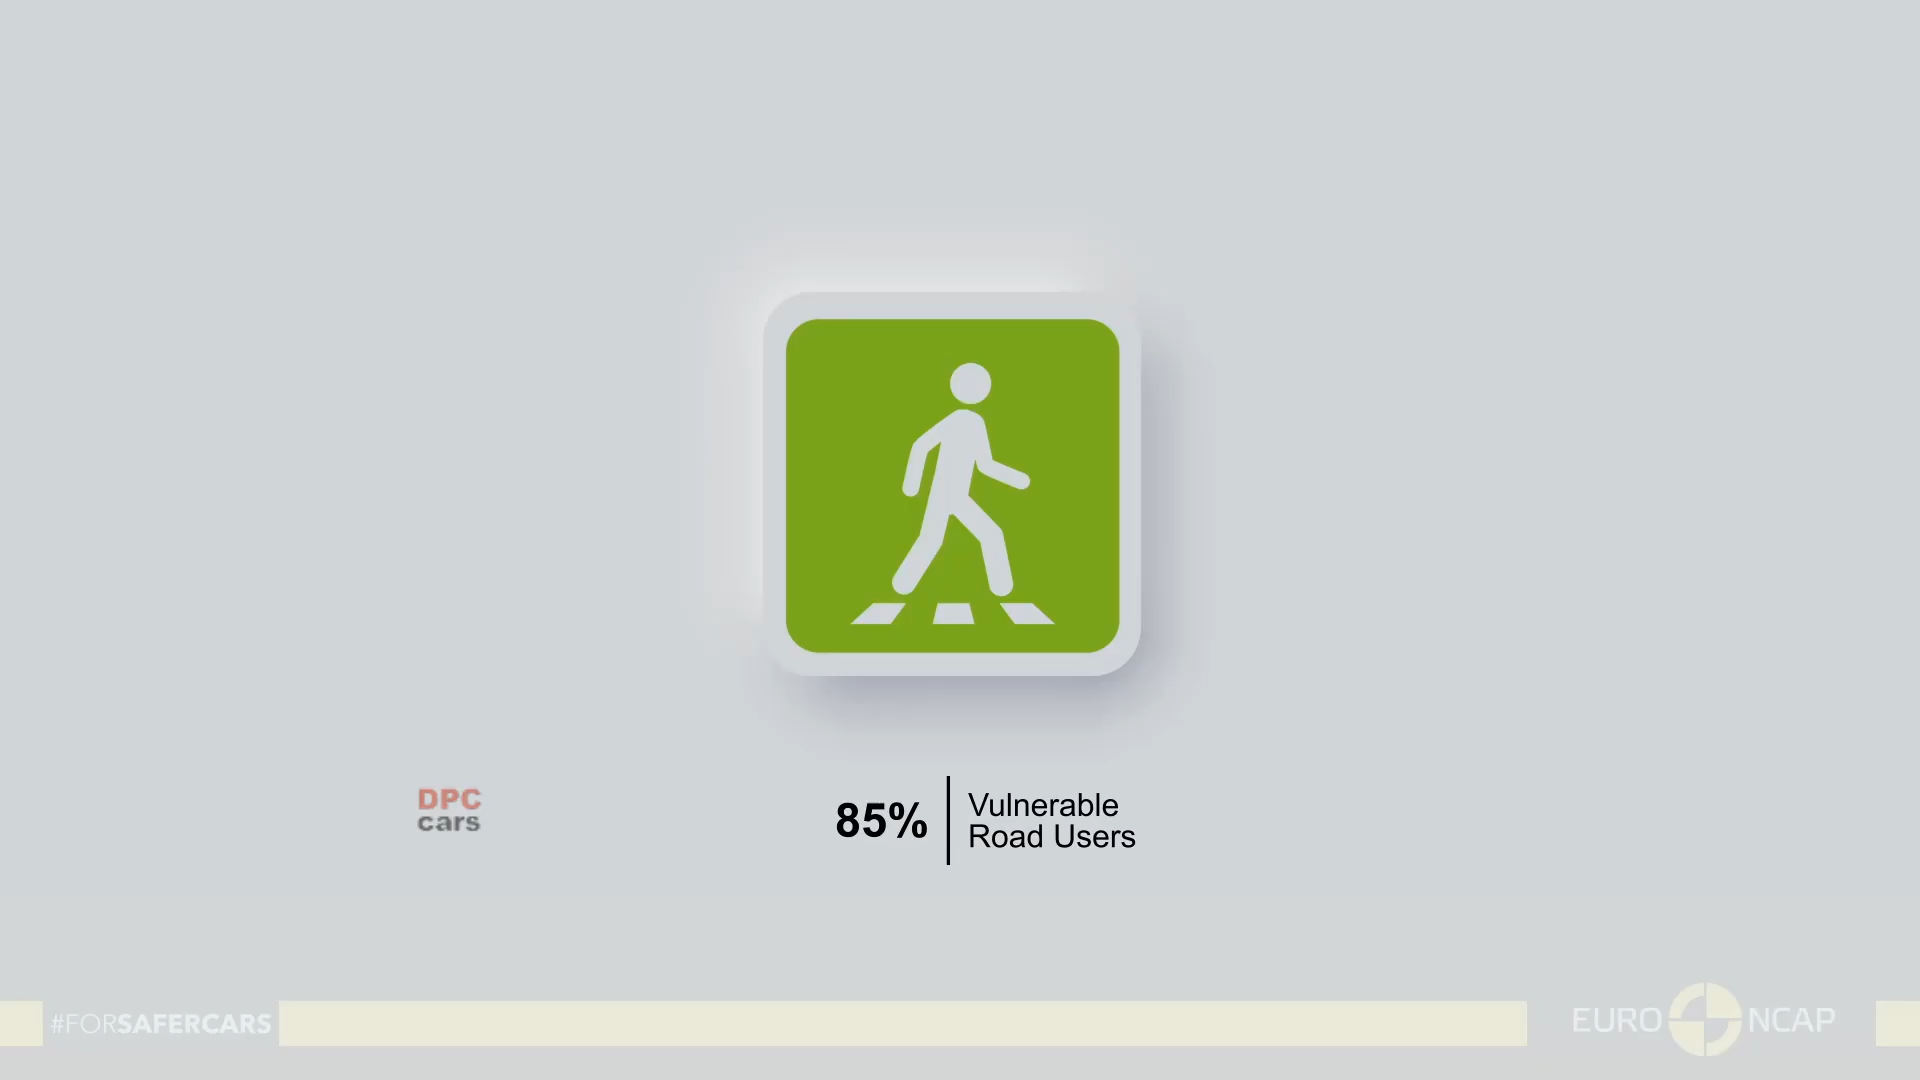 DPC
cars
85%
Vulnerable
Road Users
#FORSAFERCARS
EURO NCAP